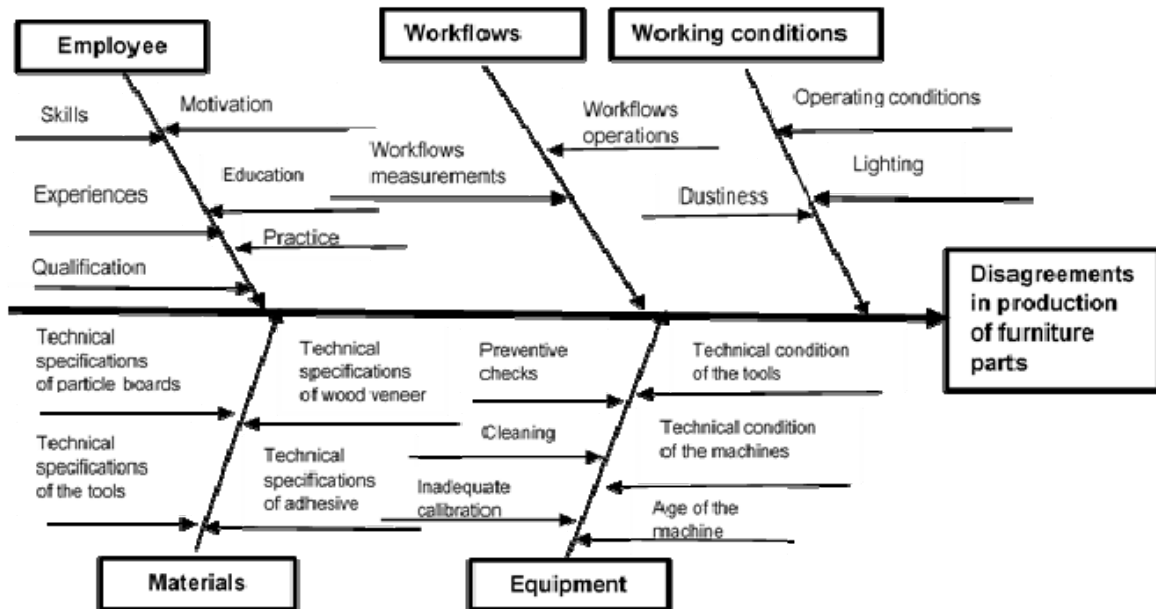 Employee
Workflows
Working conditions
Skills
Motivation
Experiences
Education
Practice
Qualification
Workflows
operations
Workflows
measurements
Operating conditions
Lighting
Dustiness
Disagreements
in production
of furniture
parts
Technical
specifications
of particle boards
Technical
specifications
of wood veneer
Technical
specifications
of the tools
Technical
specifications
of adhesive
Preventive
checks
Technical condition
of the tools
Cleaning
Technical condition
of the machines
Inadequate
calibration
Age of the
machine
Materials
Equipment